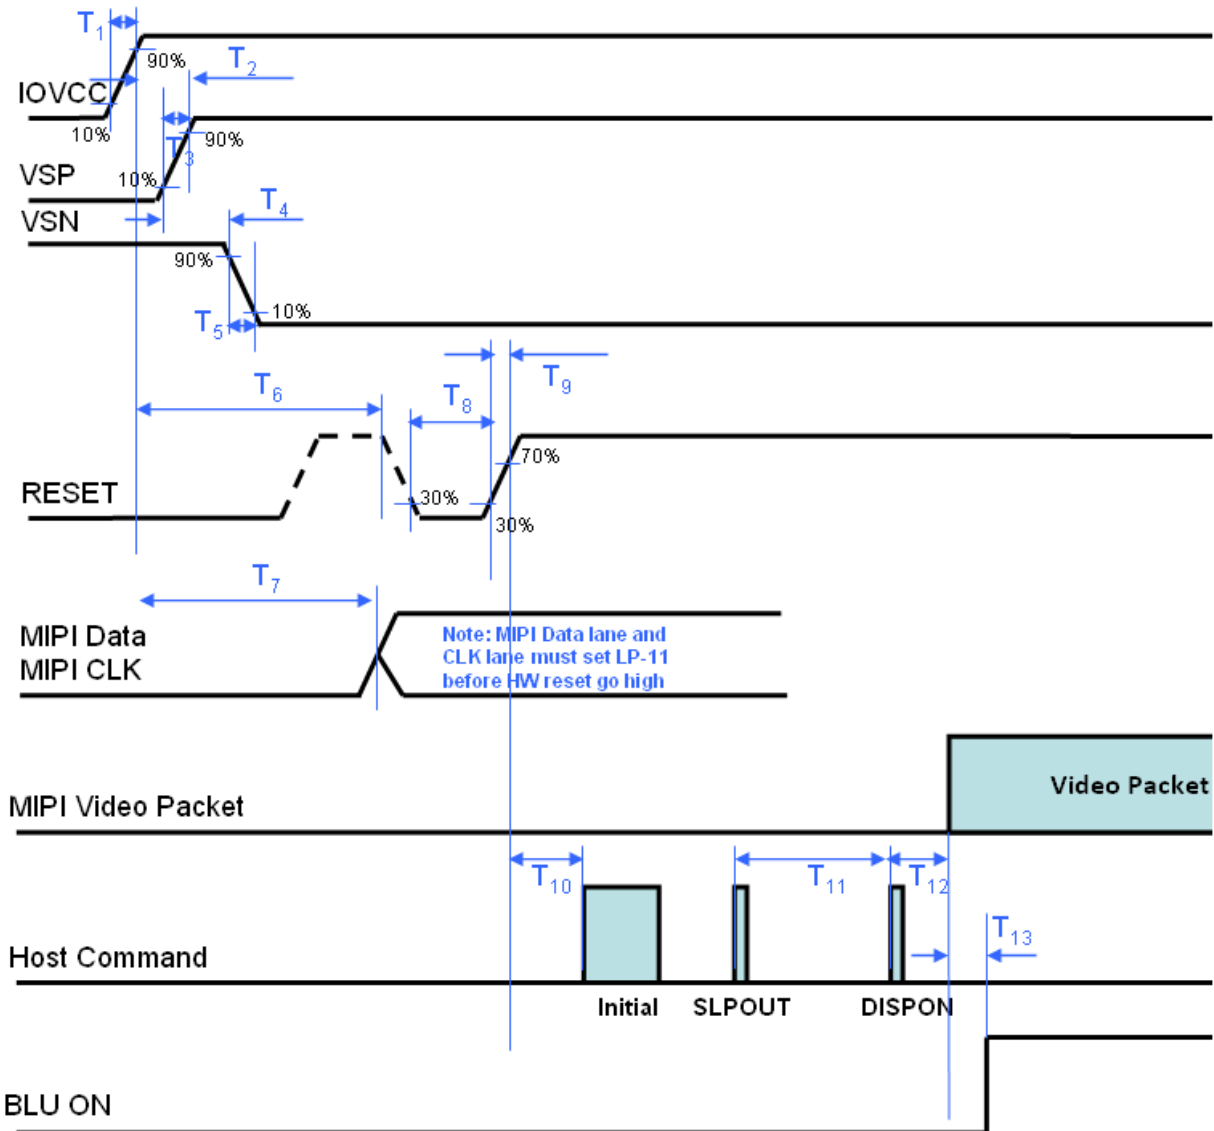 T1
90%
T2
IOVCC
10%
90%
T3
VSP
10%
VSN
T4
90%
10%
T5
T6
T8
T9
70%
RESET
30%
30%
T7
MIPI Data
MIPI CLK
Note: MIPI Data lane and
CLK lane must set LP-11
before HW reset go high
Video Packet
MIPI Video Packet
T10
T11
T12
T13
Host Command
Initial
SLPOUT
DISPON
BLU ON